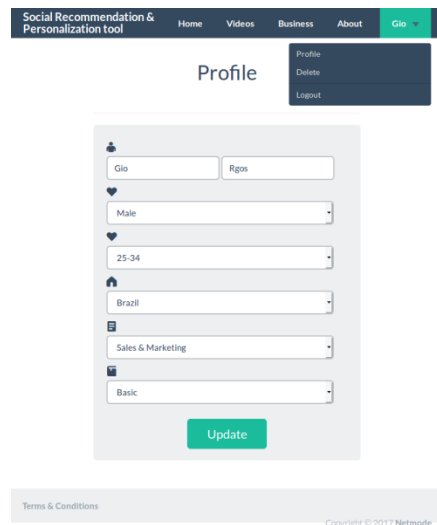 Social Recommendation &
Personalization tool
Home
Videos
Business
About
Gio
Profile
Delete
Logout
Profile
Gio
Rgos
Male
25-34
Brazil
Sales & Marketing
Basic
Update
Terms & Conditions
Copyright © 2017 Netmode